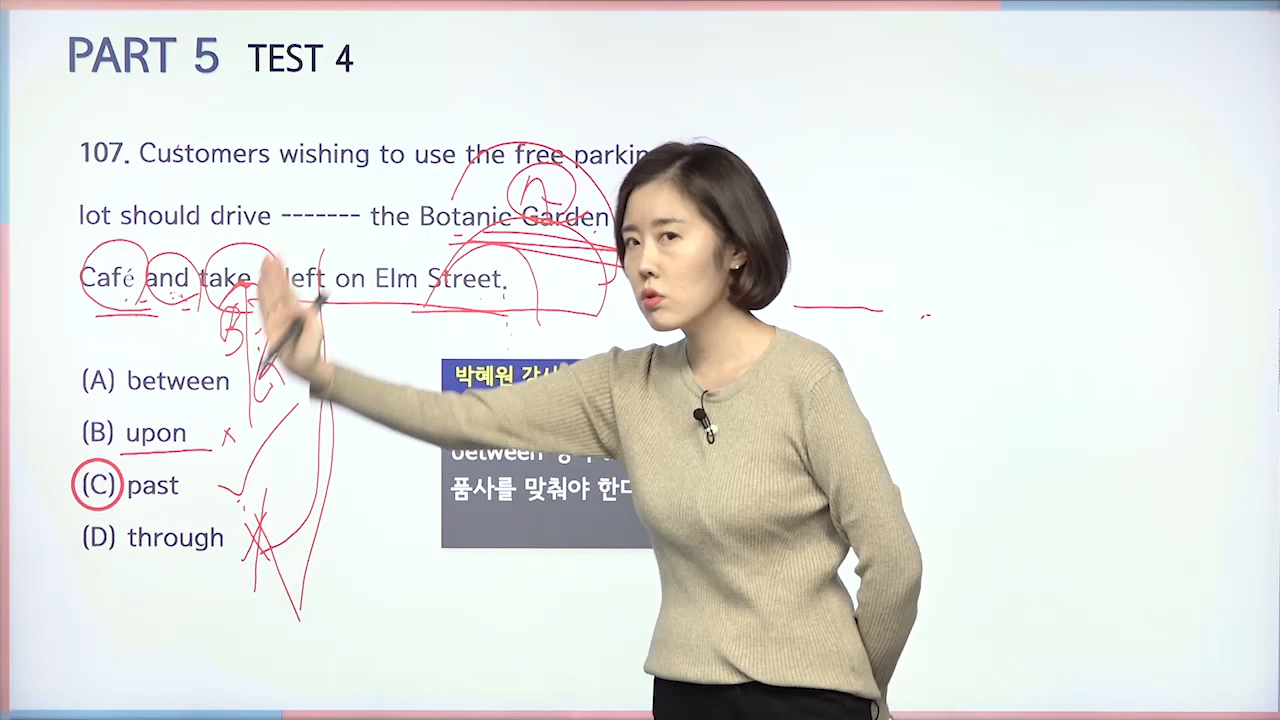 PART 5 TEST 4
107. Customers wishing to use the free parkin
lot should drive ------- the Botanic Garden
Café and take left on Elm Street.
(A) between
(B) upon
(C) past
(D) through
박혜원
between
품사를 맞춰야 한다
n
B